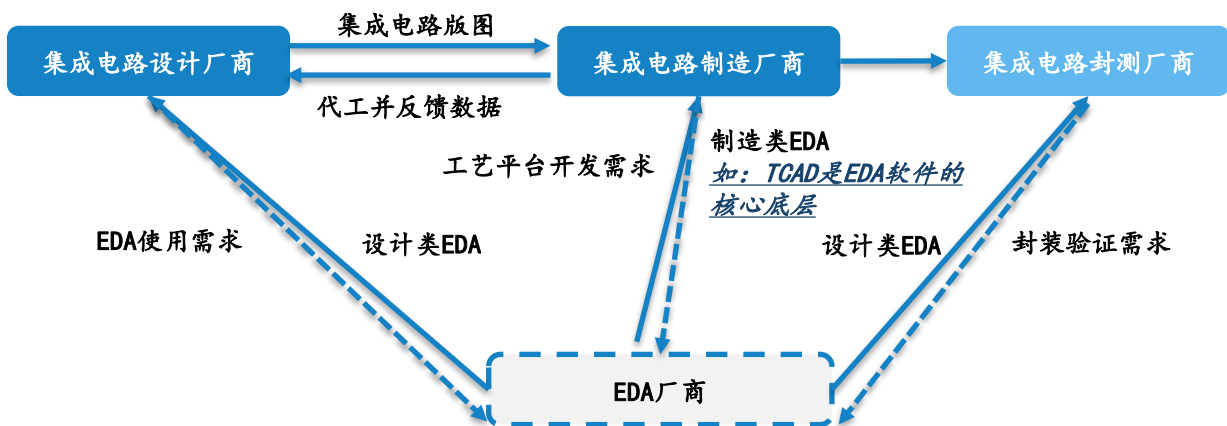 集成电路版图
集成电路设计厂商
集成电路制造厂商
集成电路封测厂商
代工并反馈数据
工艺平台开发需求
制造类EDA
如：TCAD是EDA软件的
核心底层
EDA使用需求
设计类EDA
设计类EDA
封装验证需求
EDA厂商